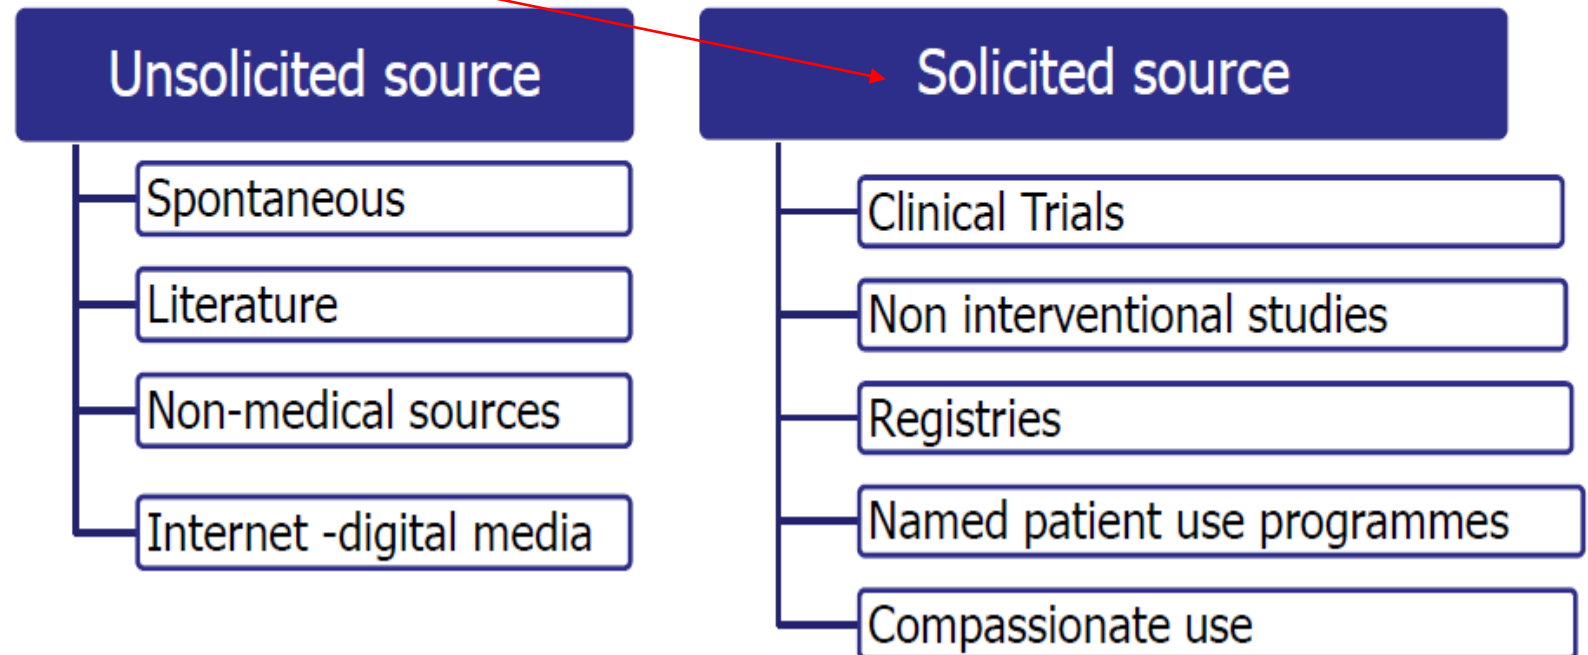 Unsolicited source
Spontaneous
Literature
Non-medical sources
Internet -digital media
Solicited source
Clinical Trials
Non interventional studies
Registries
Named patient use programmes
Compassionate use